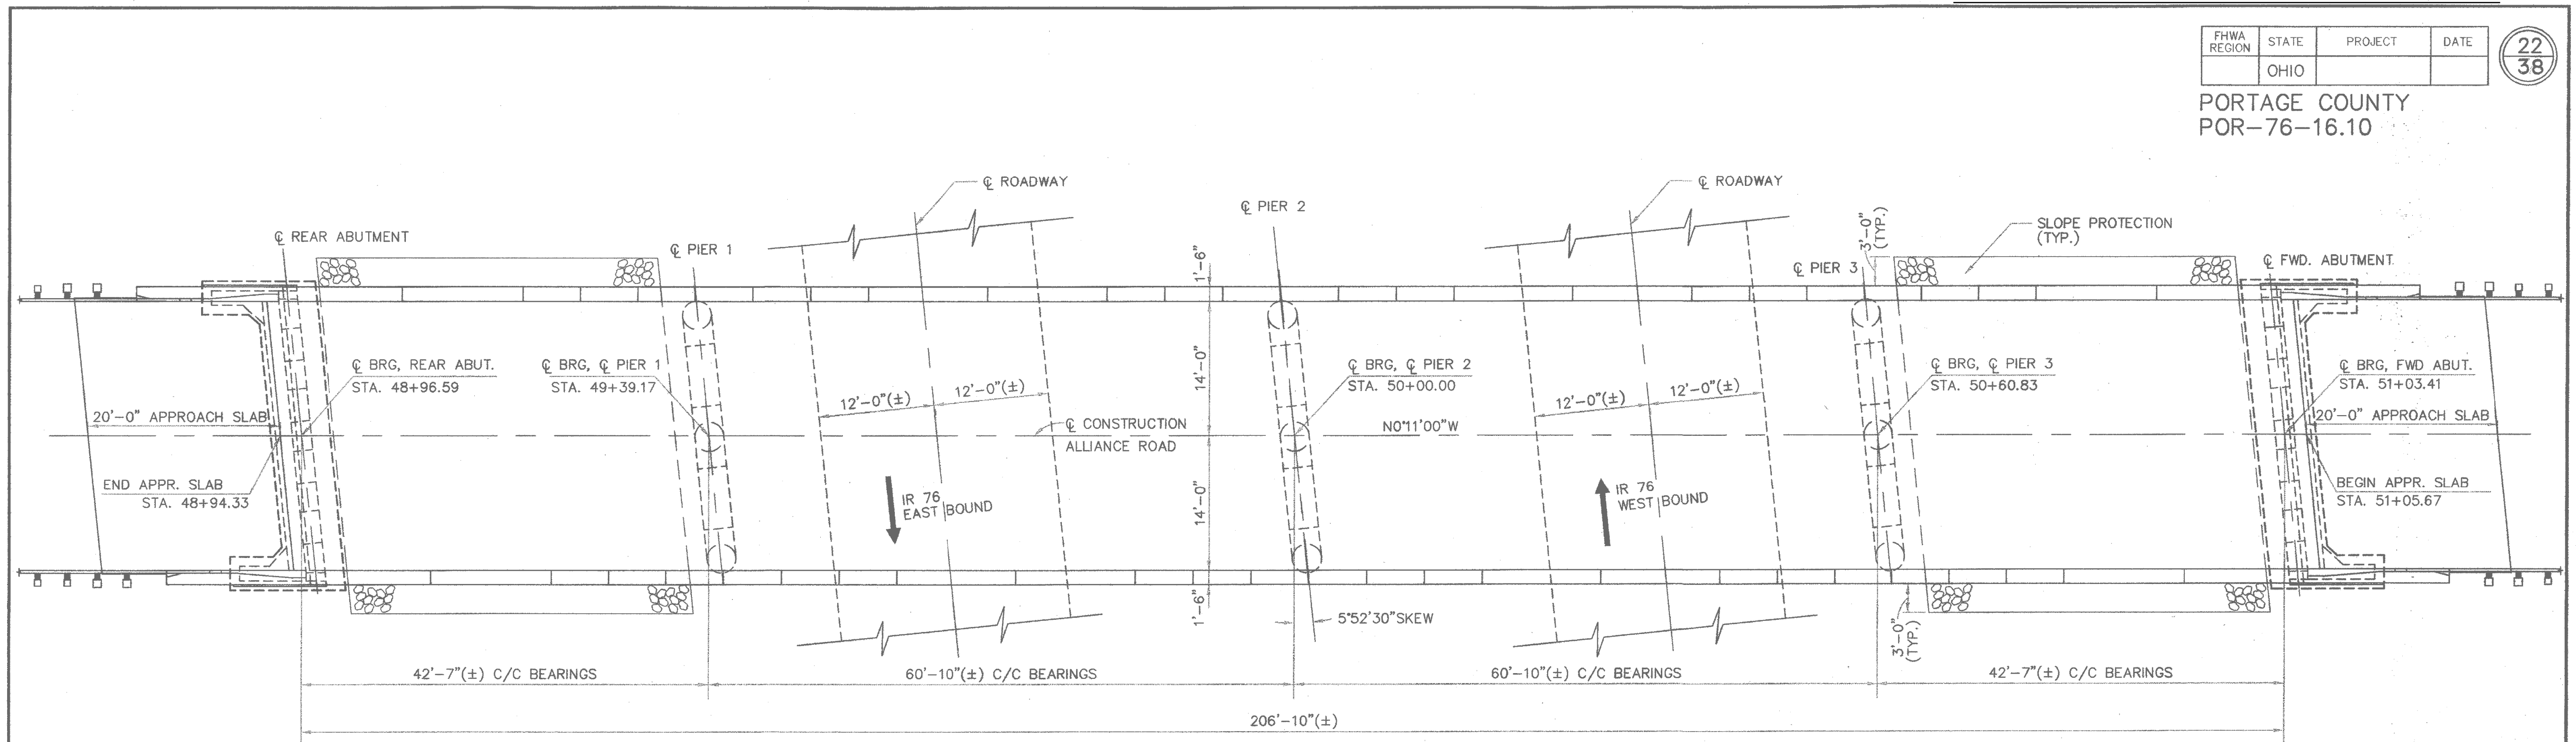 FHWA REGION STATE PROJECT DATE
OHIO
22
38
PORTAGE COUNTY
POR-76-16.10
℄ ROADWAY
℄ ROADWAY
℄ PIER 2
3'-0"
(TYP.)
SLOPE PROTECTION
(TYP.)
℄ REAR ABUTMENT
℄ PIER 1
1'-6"
℄ PIER 3
℄ FWD. ABUTMENT
℄ BRG, REAR ABUT.
STA. 48+96.59
℄ BRG, ℄ PIER 1
STA. 49+39.17
14'-0"
℄ BRG, ℄ PIER 2
STA. 50+00.00
℄ BRG, ℄ PIER 3
STA. 50+60.83
℄ BRG, FWD ABUT.
STA. 51+03.41
12'-0"(±)
12'-0"(±)
12'-0"(±)
12'-0"(±)
20'-0" APPROACH SLAB
20'-0" APPROACH SLAB
℄ CONSTRUCTION
ALLIANCE ROAD
N0°11'00"W
END APPR. SLAB
STA. 48+94.33
IR 76
EAST BOUND
14'-0"
IR 76
WEST BOUND
BEGIN APPR. SLAB
STA. 51+05.67
1'-6"
5°52'30"SKEW
3'-0"
(TYP.)
42'-7"(±) C/C BEARINGS
60'-10"(±) C/C BEARINGS
60'-10"(±) C/C BEARINGS
42'-7"(±) C/C BEARINGS
206'-10"(±)